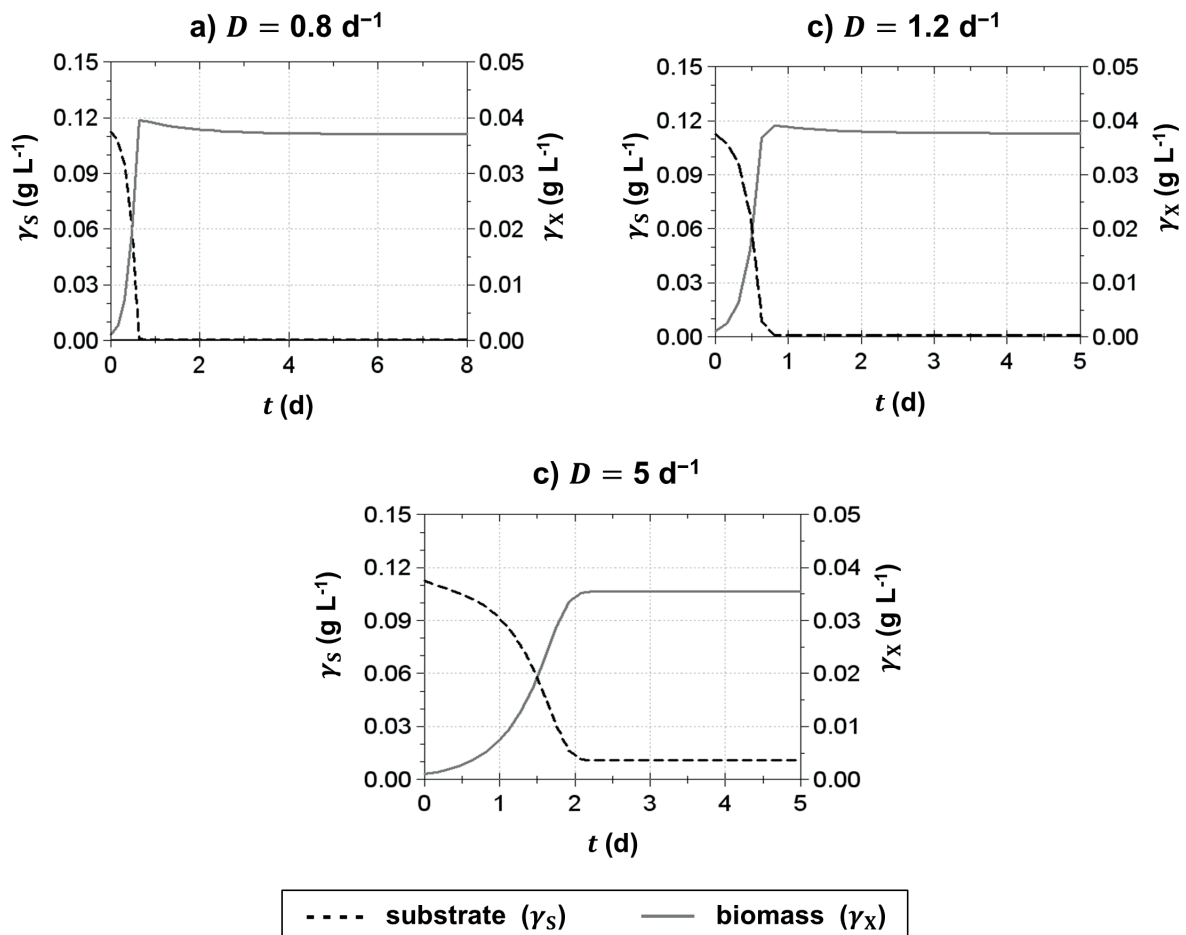 a) D = 0.8 d⁻¹
0.15
0.12
0.09
0.06
0.03
0.00
γS (g L⁻¹)
0.05
0.04
0.03
0.02
0.01
0.00
γX (g L⁻¹)
0 2 4 6 8
t (d)
c) D = 1.2 d⁻¹
0.15
0.12
0.09
0.06
0.03
0.00
γS (g L⁻¹)
0.05
0.04
0.03
0.02
0.01
0.00
γX (g L⁻¹)
0 1 2 3 4 5
t (d)
c) D = 5 d⁻¹
0.15
0.12
0.09
0.06
0.03
0.00
γS (g L⁻¹)
0.05
0.04
0.03
0.02
0.01
0.00
γX (g L⁻¹)
0 1 2 3 4 5
t (d)
substrate (γS) biomass (γX)